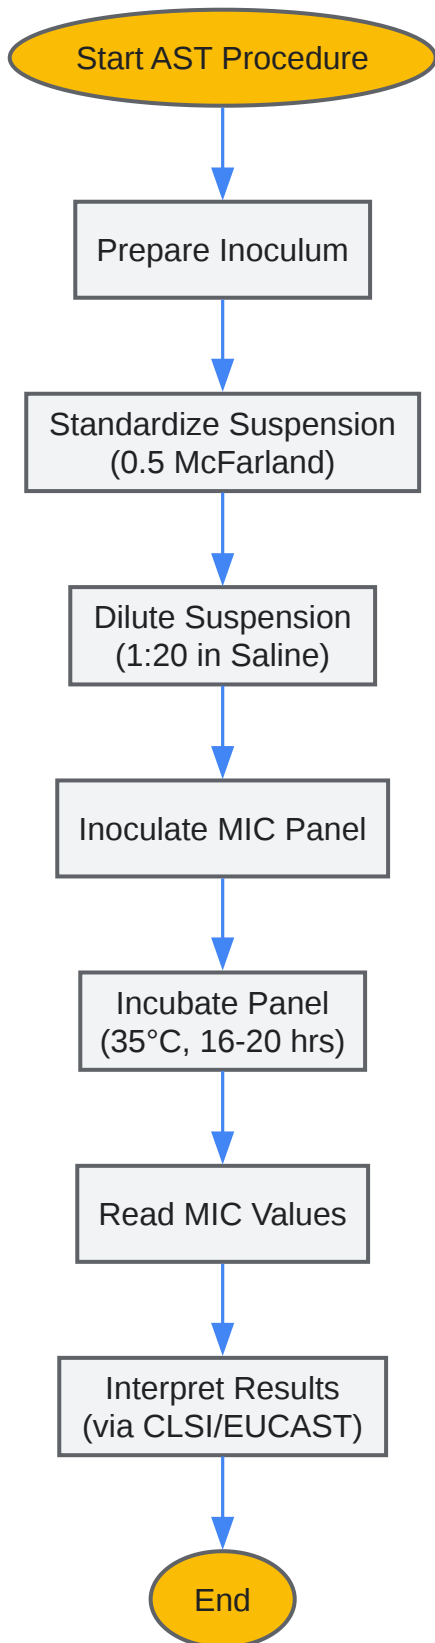 Start AST Procedure
Prepare Inoculum
Standardize Suspension
(0.5 McFarland)
Dilute Suspension
(1:20 in Saline)
Inoculate MIC Panel
Incubate Panel
(35°C, 16-20 hrs)
Read MIC Values
Interpret Results
(via CLSI/EUCAST)
End